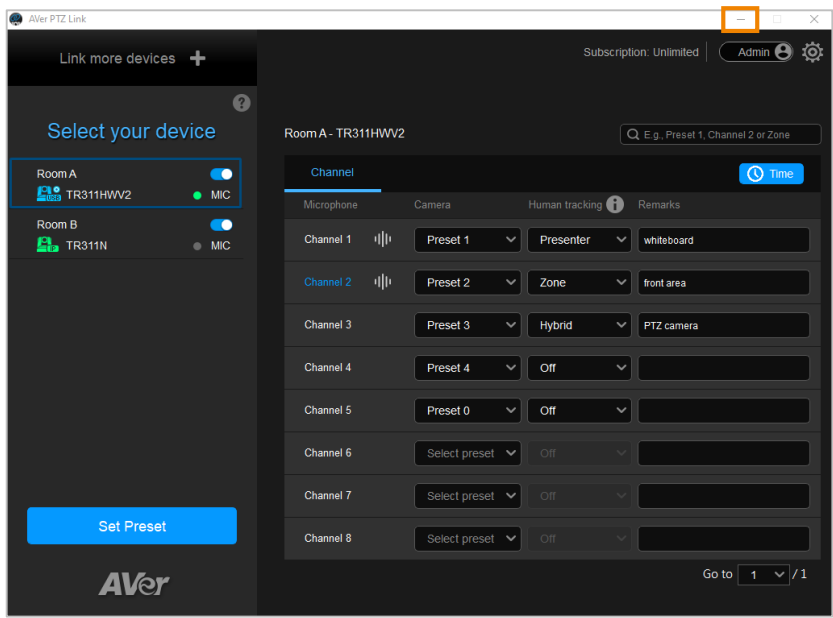 AVer PTZ Link
Link more devices
Subscription: Unlimited
Admin
?
Select your device
Room A
USB
TR311HWV2
MIC
Room B
IP
TR311N
MIC
Set Preset
AVer
Room A - TR311HWV2
E.g., Preset 1, Channel 2 or Zone
Channel
Time
Microphone Camera Human tracking i Remarks
Channel 1 Preset 1 Presenter whiteboard
Channel 2 Preset 2 Zone front area
Channel 3 Preset 3 Hybrid PTZ camera
Channel 4 Preset 4 Off
Channel 5 Preset 0 Off
Channel 6 Select preset Off
Channel 7 Select preset Off
Channel 8 Select preset Off
Go to 1 / 1